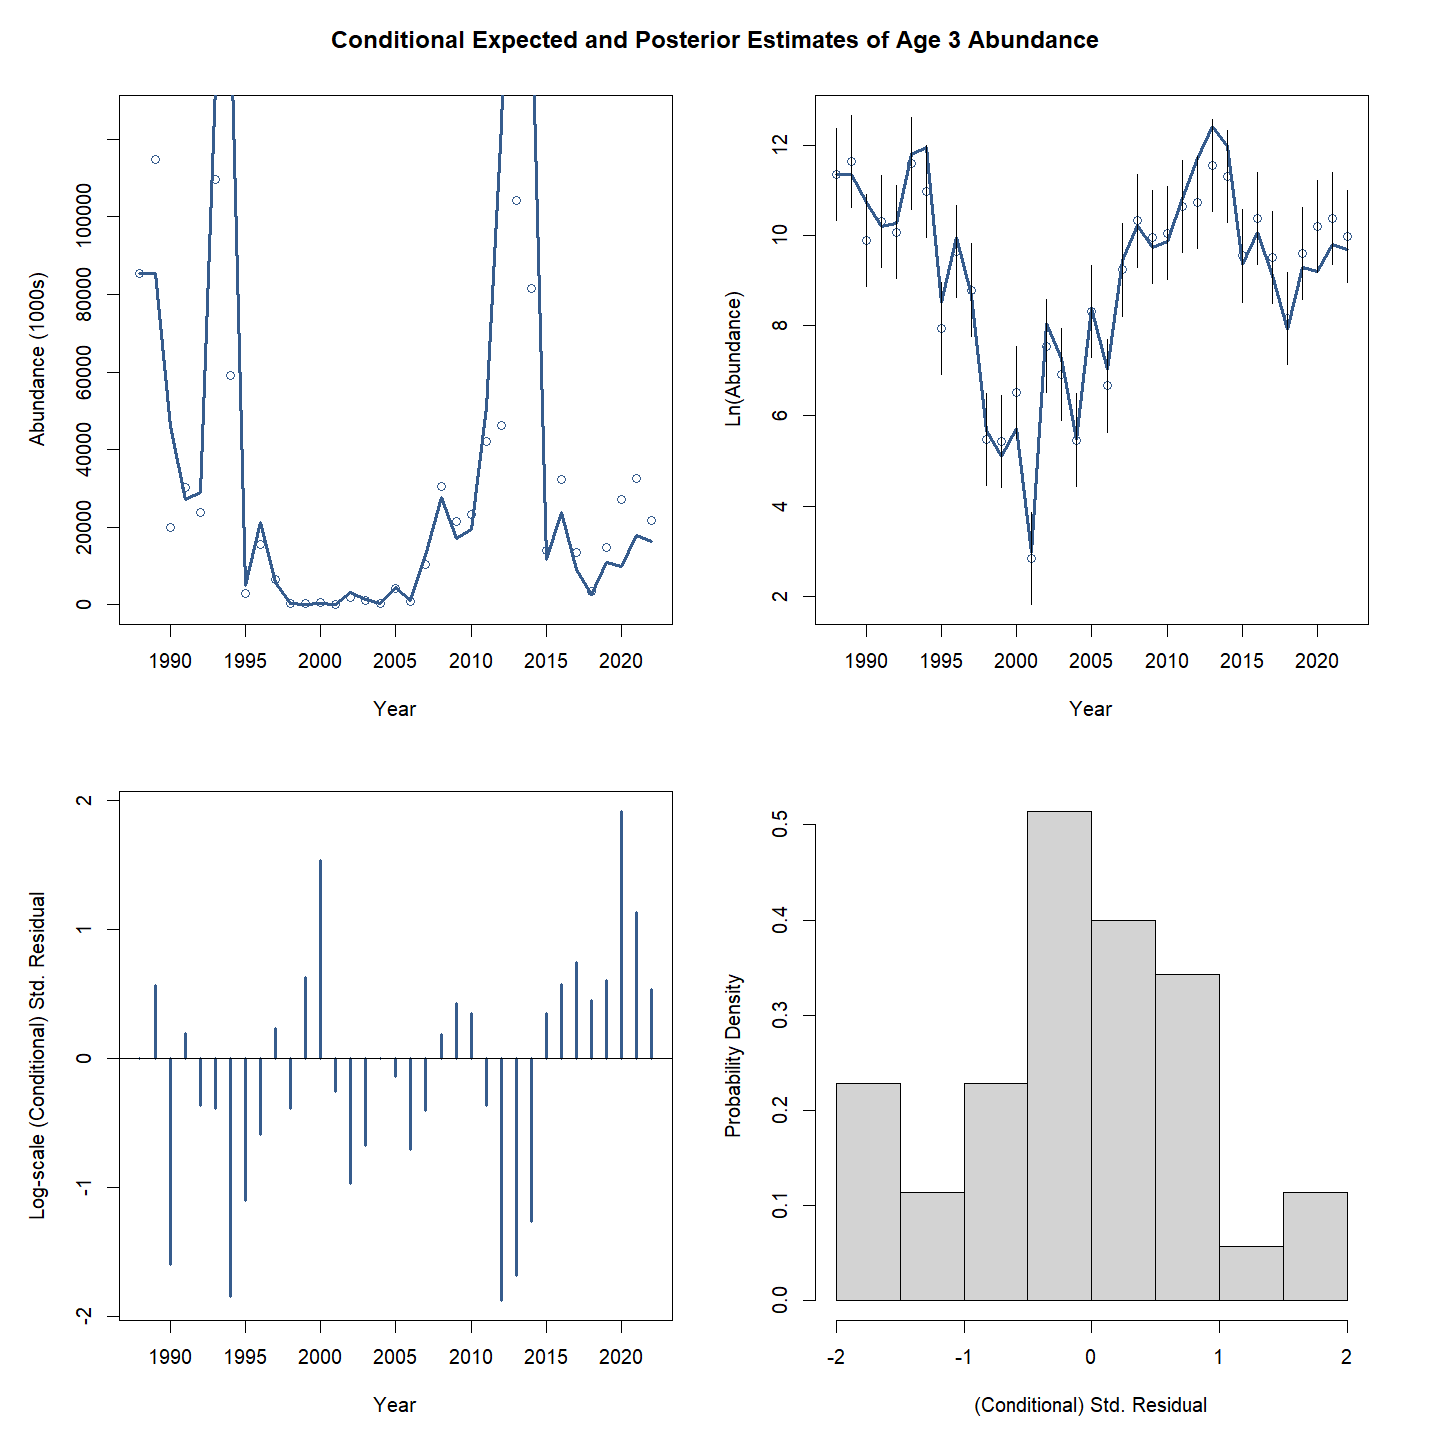 Conditional Expected and Posterior Estimates of Age 3 Abundance
Abundance (1000s)
0 20000 40000 60000 80000 100000
1990 1995 2000 2005 2010 2015 2020
Year
Ln(Abundance)
2 4 6 8 10 12
1990 1995 2000 2005 2010 2015 2020
Year
Log-scale (Conditional) Std. Residual
-2 -1 0 1 2
1990 1995 2000 2005 2010 2015 2020
Year
Probability Density
0.0 0.1 0.2 0.3 0.4 0.5
-2 -1 0 1 2
(Conditional) Std. Residual